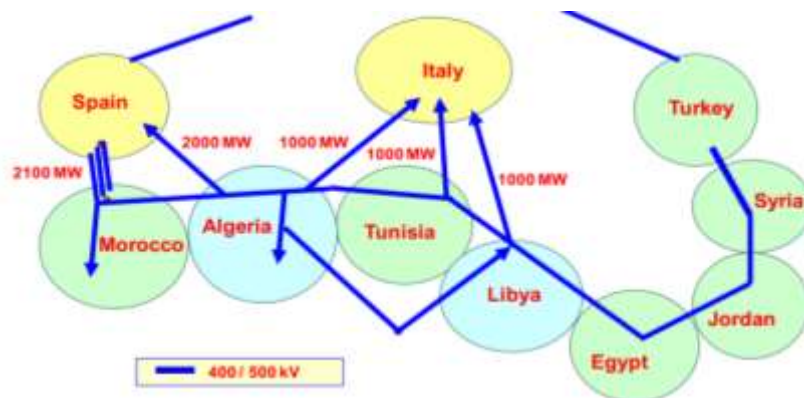 Italy
Spain
Turkey
2000 MW
1000 MW
2100 MW
1000 MW
1000 MW
Syria
Algeria
Morocco
Tunisia
Libya
Jordan
Egypt
400 / 500 kV